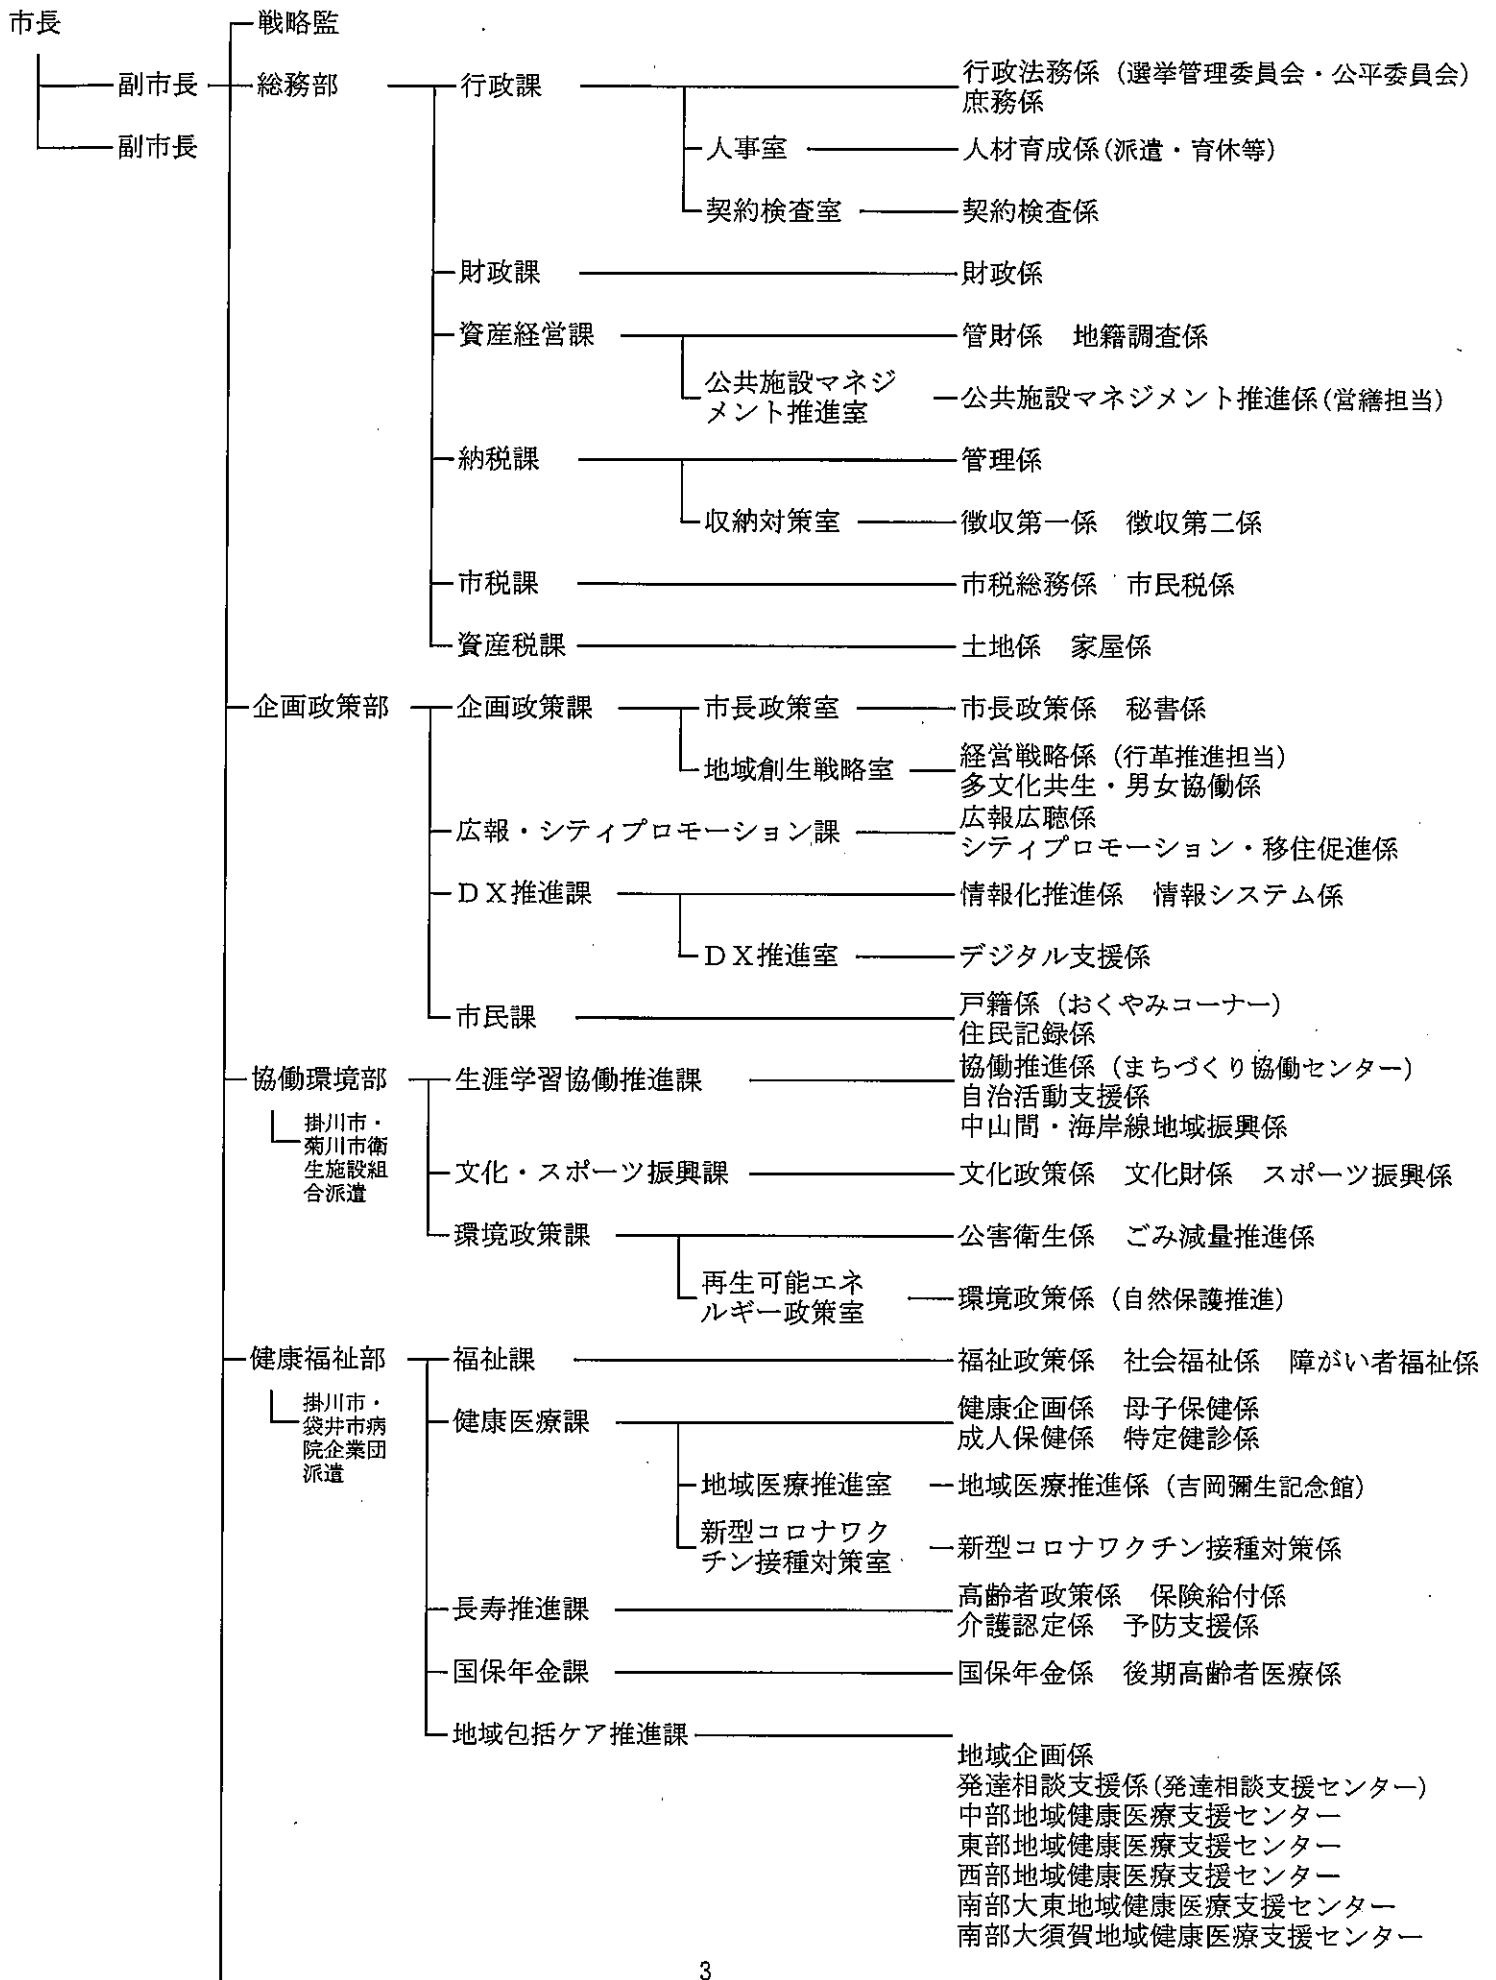 市長
戦略監
副市長 総務部 行政課 行政法務係（選挙管理委員会・公平委員会）
庶務係
副市長
人事室 人材育成係(派遣・育休等)
契約検査室 契約検査係
財政課 財政係
資産経営課 管財係 地籍調査係
公共施設マネジ
メント推進室
公共施設マネジメント推進係(営繕担当)
納税課 管理係
収納対策室 徴収第一係 徴収第二係
市税課 市税総務係 市民税係
資産税課 土地係 家屋係
企画政策部 企画政策課 市長政策室 市長政策係 秘書係
地域創生戦略室 経営戦略係（行革推進担当）
多文化共生・男女協働係
広報・シティプロモーション課 広報広聴係
シティプロモーション・移住促進係
ＤＸ推進課 情報化推進係 情報システム係
ＤＸ推進室 デジタル支援係
市民課 戸籍係（おくやみコーナー）
住民記録係
協働環境部 生涯学習協働推進課 協働推進係（まちづくり協働センター）
自治活動支援係
中山間・海岸線地域振興係
掛川市・
菊川市衛
生施設組
合派遣
文化・スポーツ振興課 文化政策係 文化財係 スポーツ振興係
環境政策課 公害衛生係 ごみ減量推進係
再生可能エネ
ルギー政策室
環境政策係（自然保護推進）
健康福祉部 福祉課 福祉政策係 社会福祉係 障がい者福祉係
掛川市・
袋井市病
院企業団
派遣
健康医療課 健康企画係 母子保健係
成人保健係 特定健診係
地域医療推進室 地域医療推進係（吉岡彌生記念館）
新型コロナワク
チン接種対策室
新型コロナワクチン接種対策係
長寿推進課 高齢者政策係 保険給付係
介護認定係 予防支援係
国保年金課 国保年金係 後期高齢者医療係
地域包括ケア推進課
地域企画係
発達相談支援係(発達相談支援センター)
中部地域健康医療支援センター
東部地域健康医療支援センター
西部地域健康医療支援センター
南部大東地域健康医療支援センター
南部大須賀地域健康医療支援センター
3